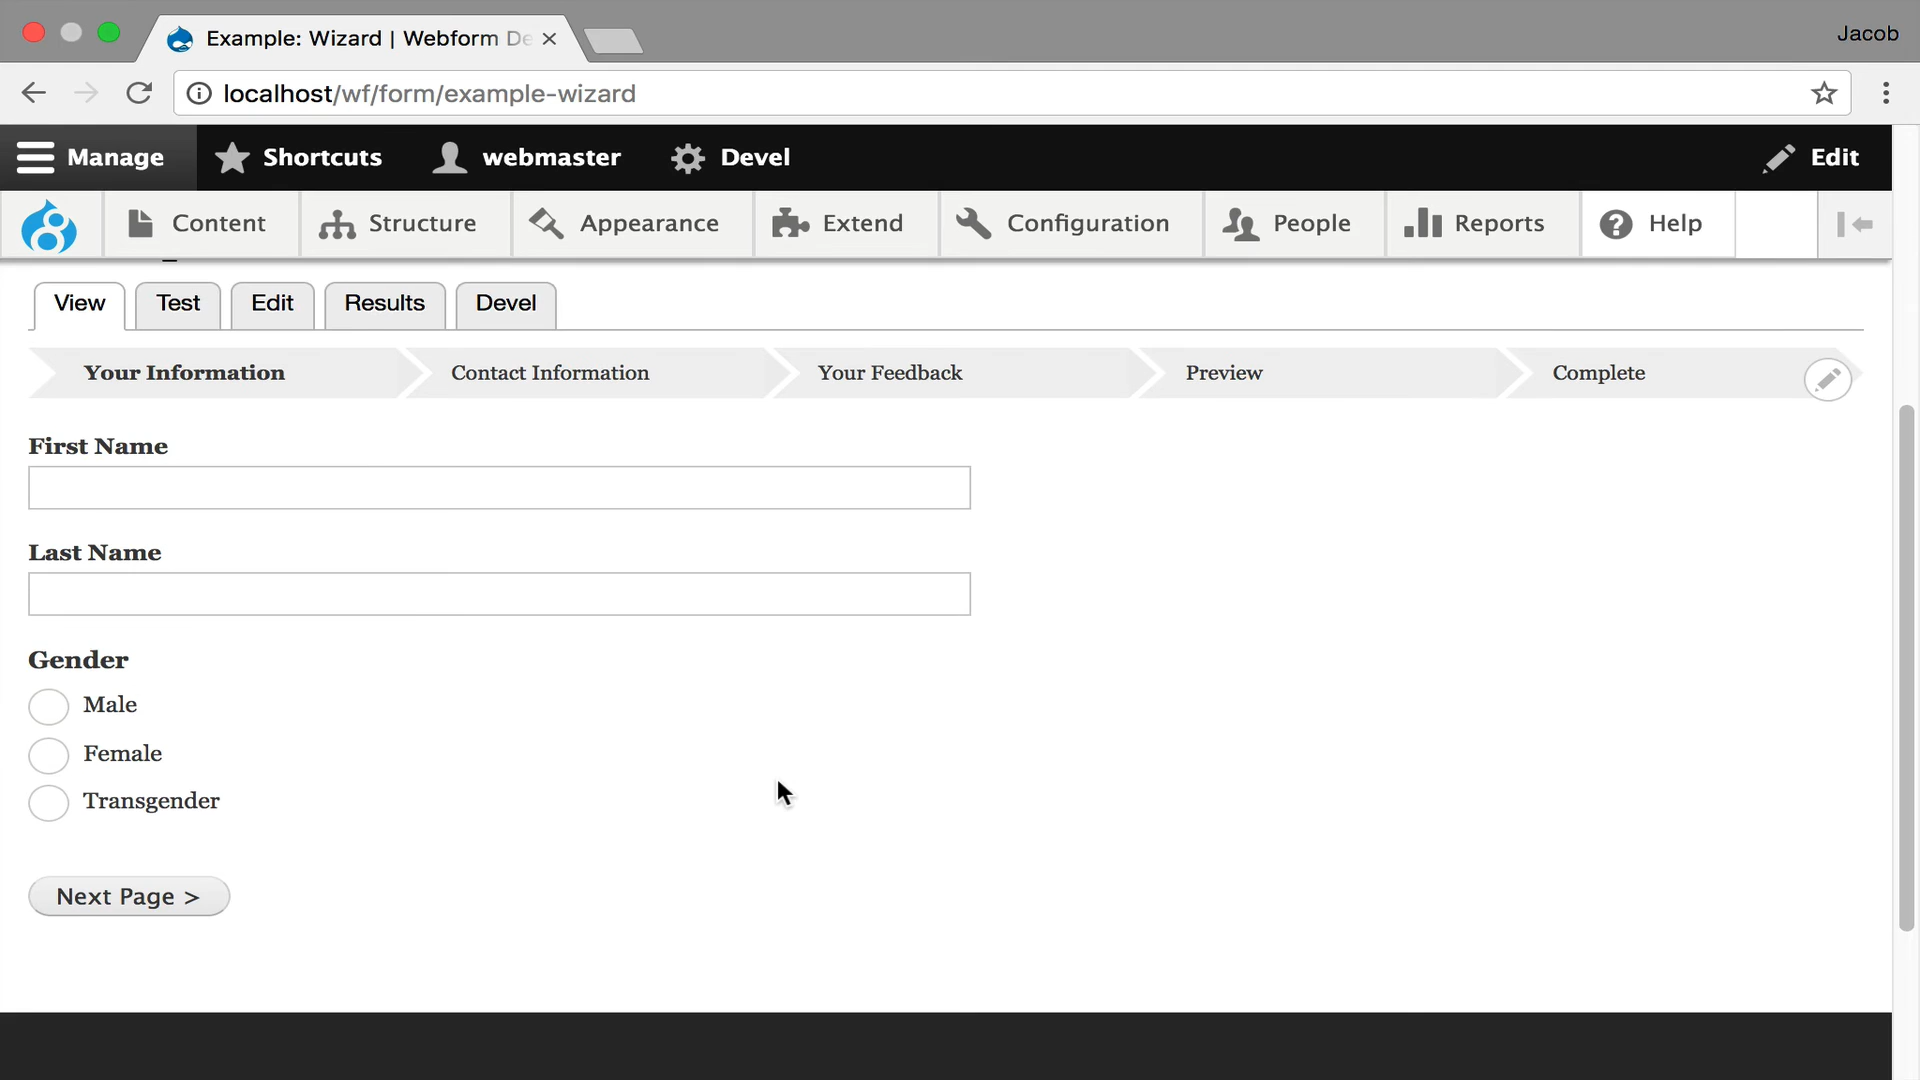 Example: Wizard | Webform De
Jacob
localhost/wf/form/example-wizard
Manage Shortcuts webmaster Devel Edit
Content Structure Appearance Extend Configuration People Reports Help
View Test Edit Results Devel
Your Information Contact Information Your Feedback Preview Complete
First Name
Last Name
Gender
Male
Female
Transgender
Next Page >